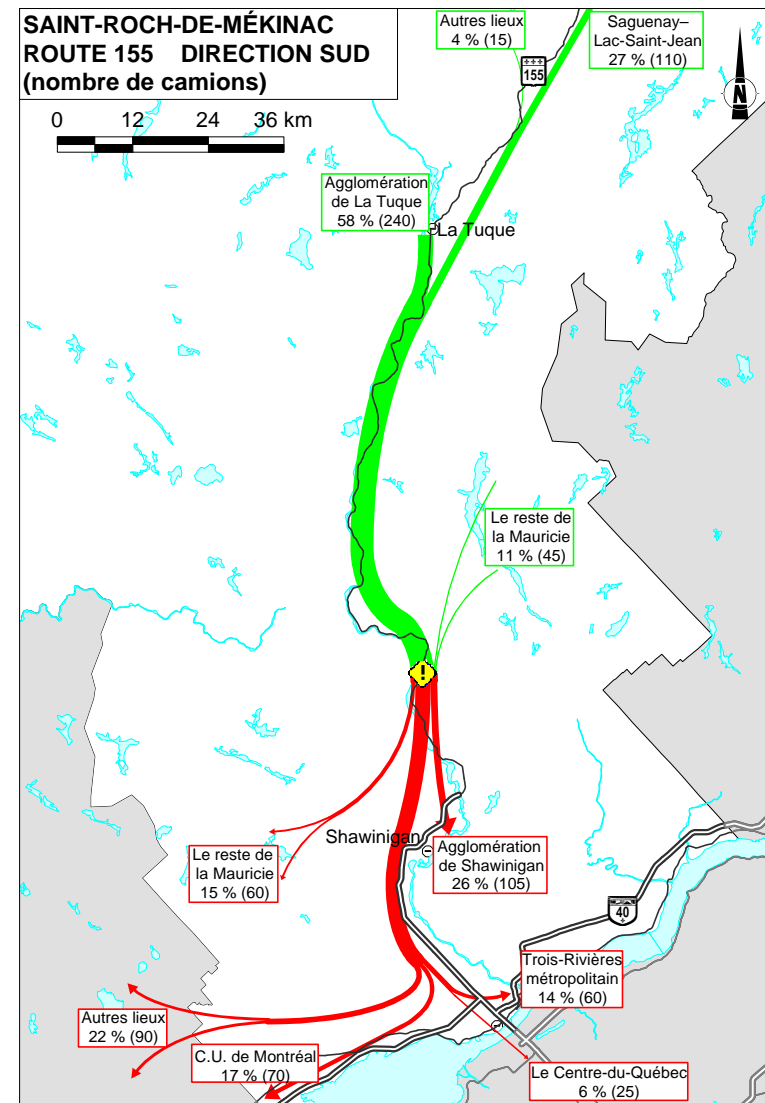 SAINT-ROCH-DE-MÉKINAC
ROUTE 155 DIRECTION SUD
(nombre de camions)
0 12 24 36 km
Autres lieux
4 % (15)
155
Saguenay–
Lac-Saint-Jean
27 % (110)
N
Agglomération
de La Tuque
58 % (240)
La Tuque
Le reste de
la Mauricie
11 % (45)
!
Shawinigan
Le reste de
la Mauricie
15 % (60)
Agglomération
de Shawinigan
26 % (105)
40
Trois-Rivières
métropolitain
14 % (60)
Autres lieux
22 % (90)
C.U. de Montréal
17 % (70)
Le Centre-du-Québec
6 % (25)